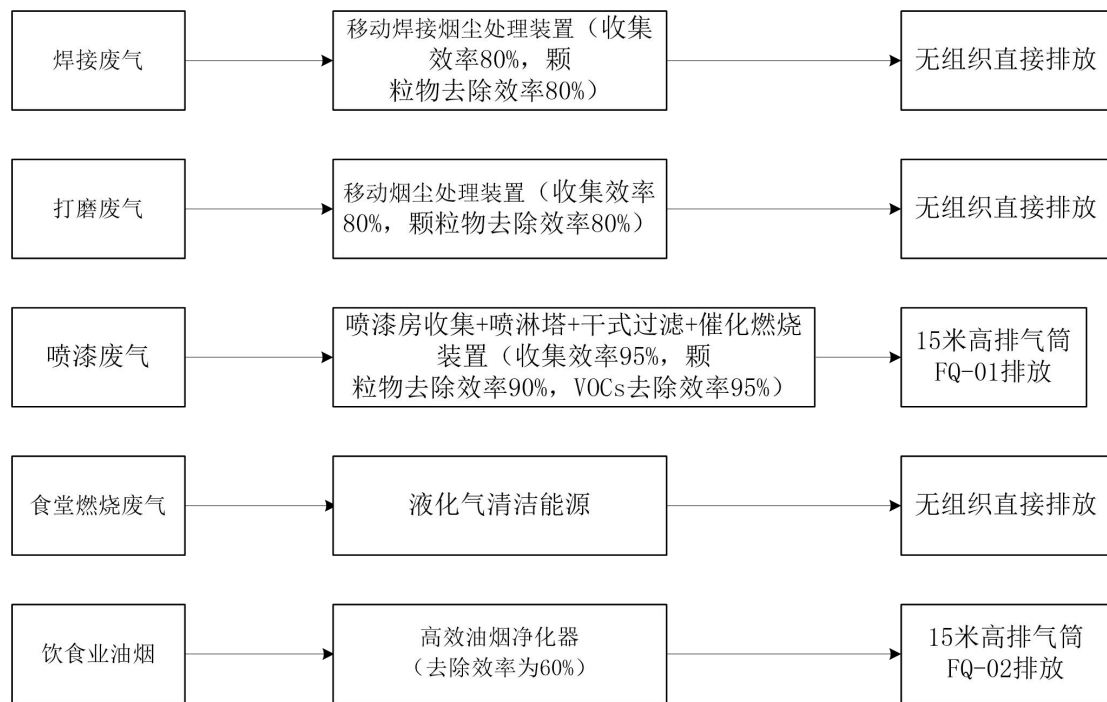 焊接废气
移动焊接烟尘处理装置（收集
效率80%，颗
粒物去除效率80%）
无组织直接排放
打磨废气
移动烟尘处理装置（收集效率
80%，颗粒物去除效率80%）
无组织直接排放
喷漆废气
喷漆房收集+喷淋塔+干式过滤+催化燃烧
装置（收集效率95%，颗
粒物去除效率90%，VOCs去除效率95%）
15米高排气筒
FQ-01排放
食堂燃烧废气
液化气清洁能源
无组织直接排放
饮食业油烟
高效油烟净化器
（去除效率为60%）
15米高排气筒
FQ-02排放